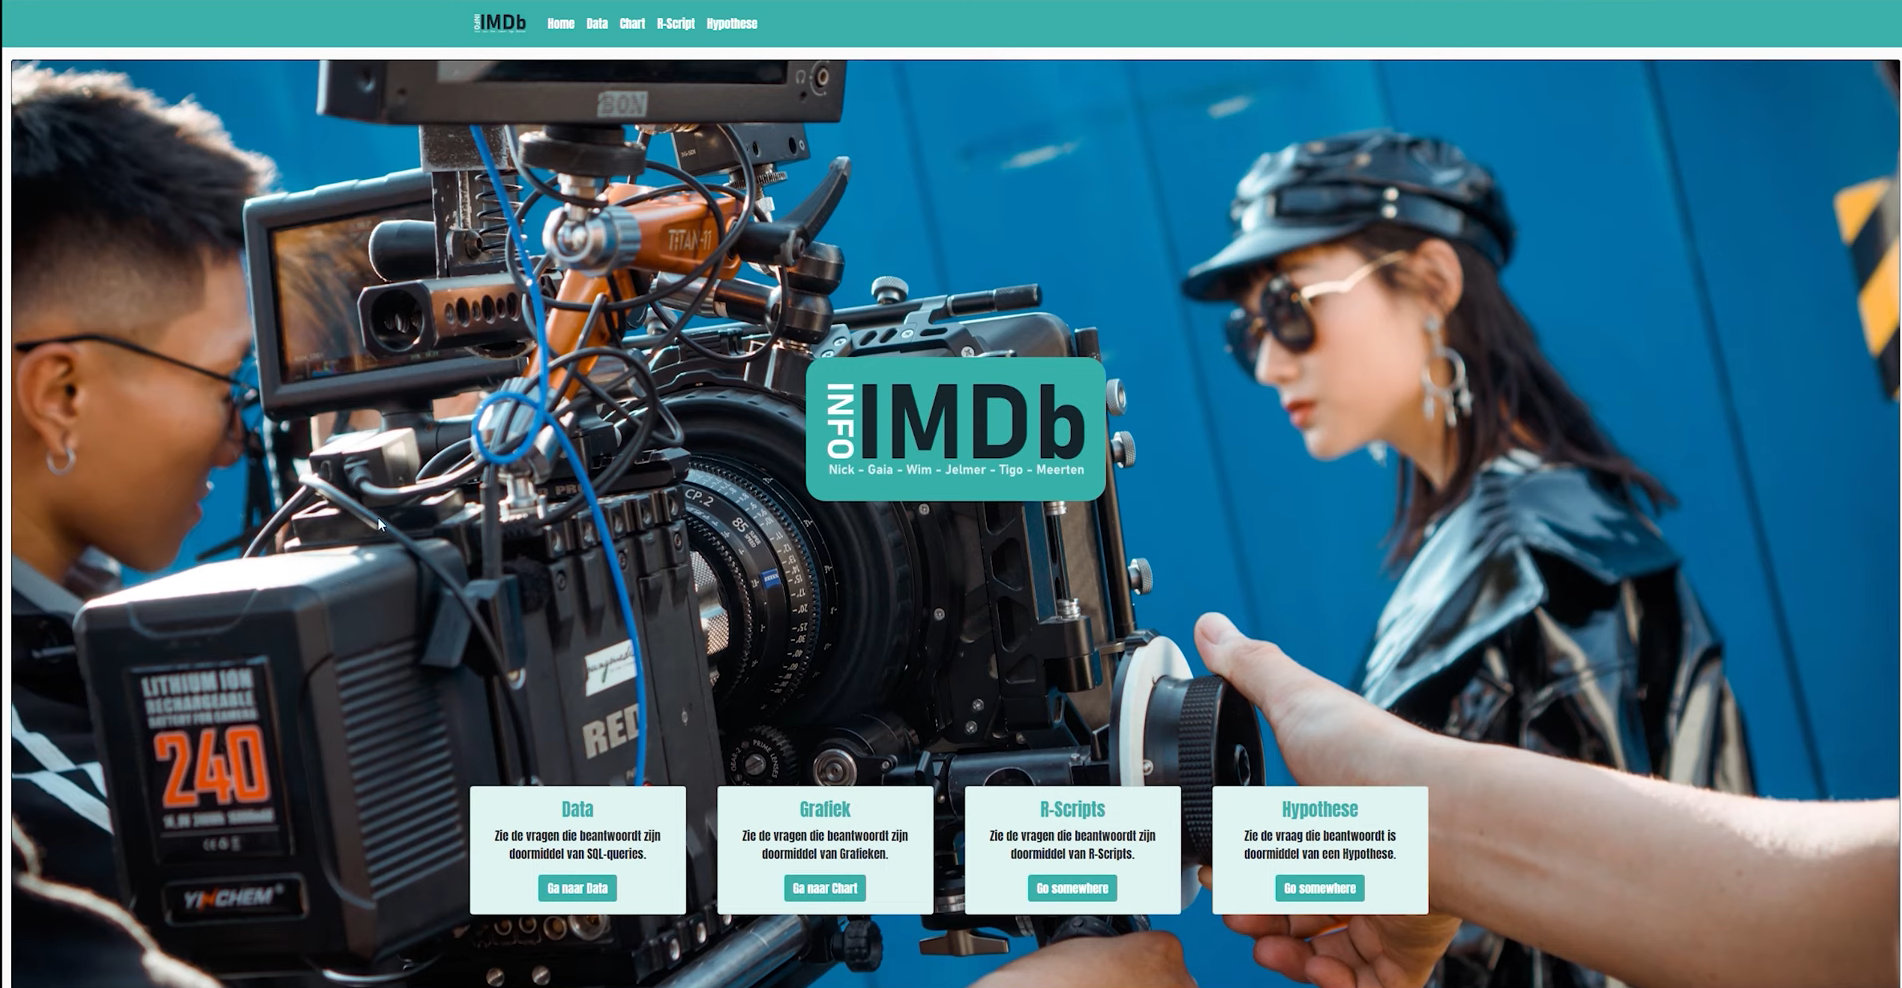 INFO IMDb
Home Data Chart R-Script Hypothese
BON
TiTAN-11
INFO IMDb
Nick - Gaia - Wim - Jelmer - Tigo - Meerten
CP.2
85
LITHIUM ION
RECHARGEABLE
BATTERY FOR CAMERA
240
YINCHEM
RED
PRIME LENSES
Data
Zie de vragen die beantwoordt zijn
doormiddel van SQL-queries.
Ga naar Data
Grafiek
Zie de vragen die beantwoordt zijn
doormiddel van Grafieken.
Ga naar Chart
R-Scripts
Zie de vragen die beantwoordt zijn
doormiddel van R-Scripts.
Go somewhere
Hypothese
Zie de vraag die beantwoordt is
doormiddel van een Hypothese.
Go somewhere